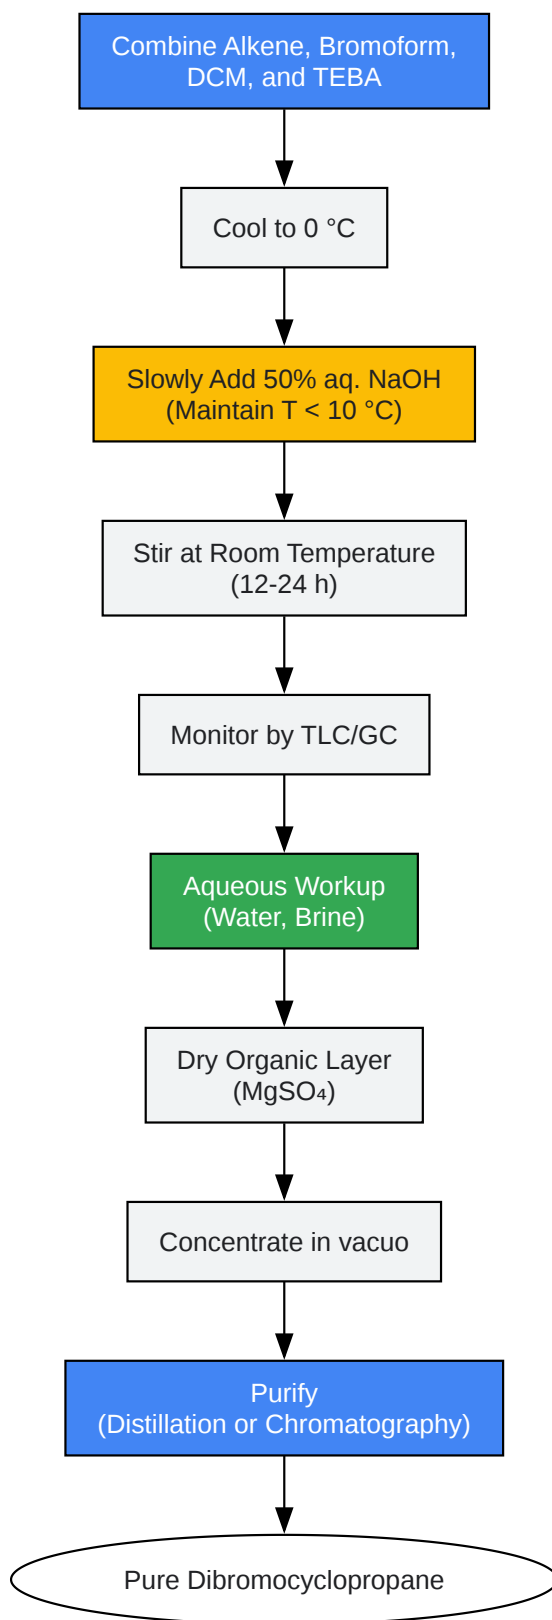 Combine Alkene, Bromoform,
DCM, and TEBA
Cool to 0 °C
Slowly Add 50% aq. NaOH
(Maintain T < 10 °C)
Stir at Room Temperature
(12-24 h)
Monitor by TLC/GC
Aqueous Workup
(Water, Brine)
Dry Organic Layer
(MgSO₄)
Concentrate in vacuo
Purify
(Distillation or Chromatography)
Pure Dibromocyclopropane